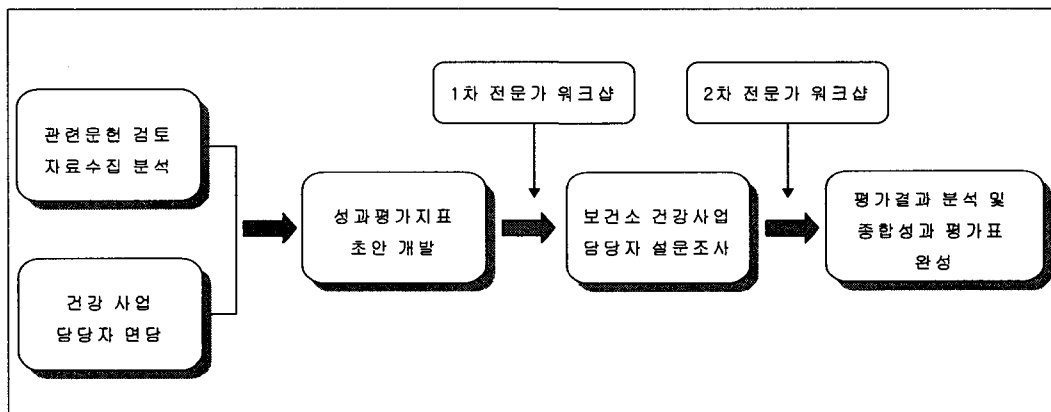 1차 전문가 워크샵
2차 전문가 워크샵
관련문헌 검토
자료수집 분석
성과평가지표
초안 개발
보건소 건강사업
담당자 설문조사
평가결과 분석 및
종합성과 평가표
완성
건강 사업
담당자 면담